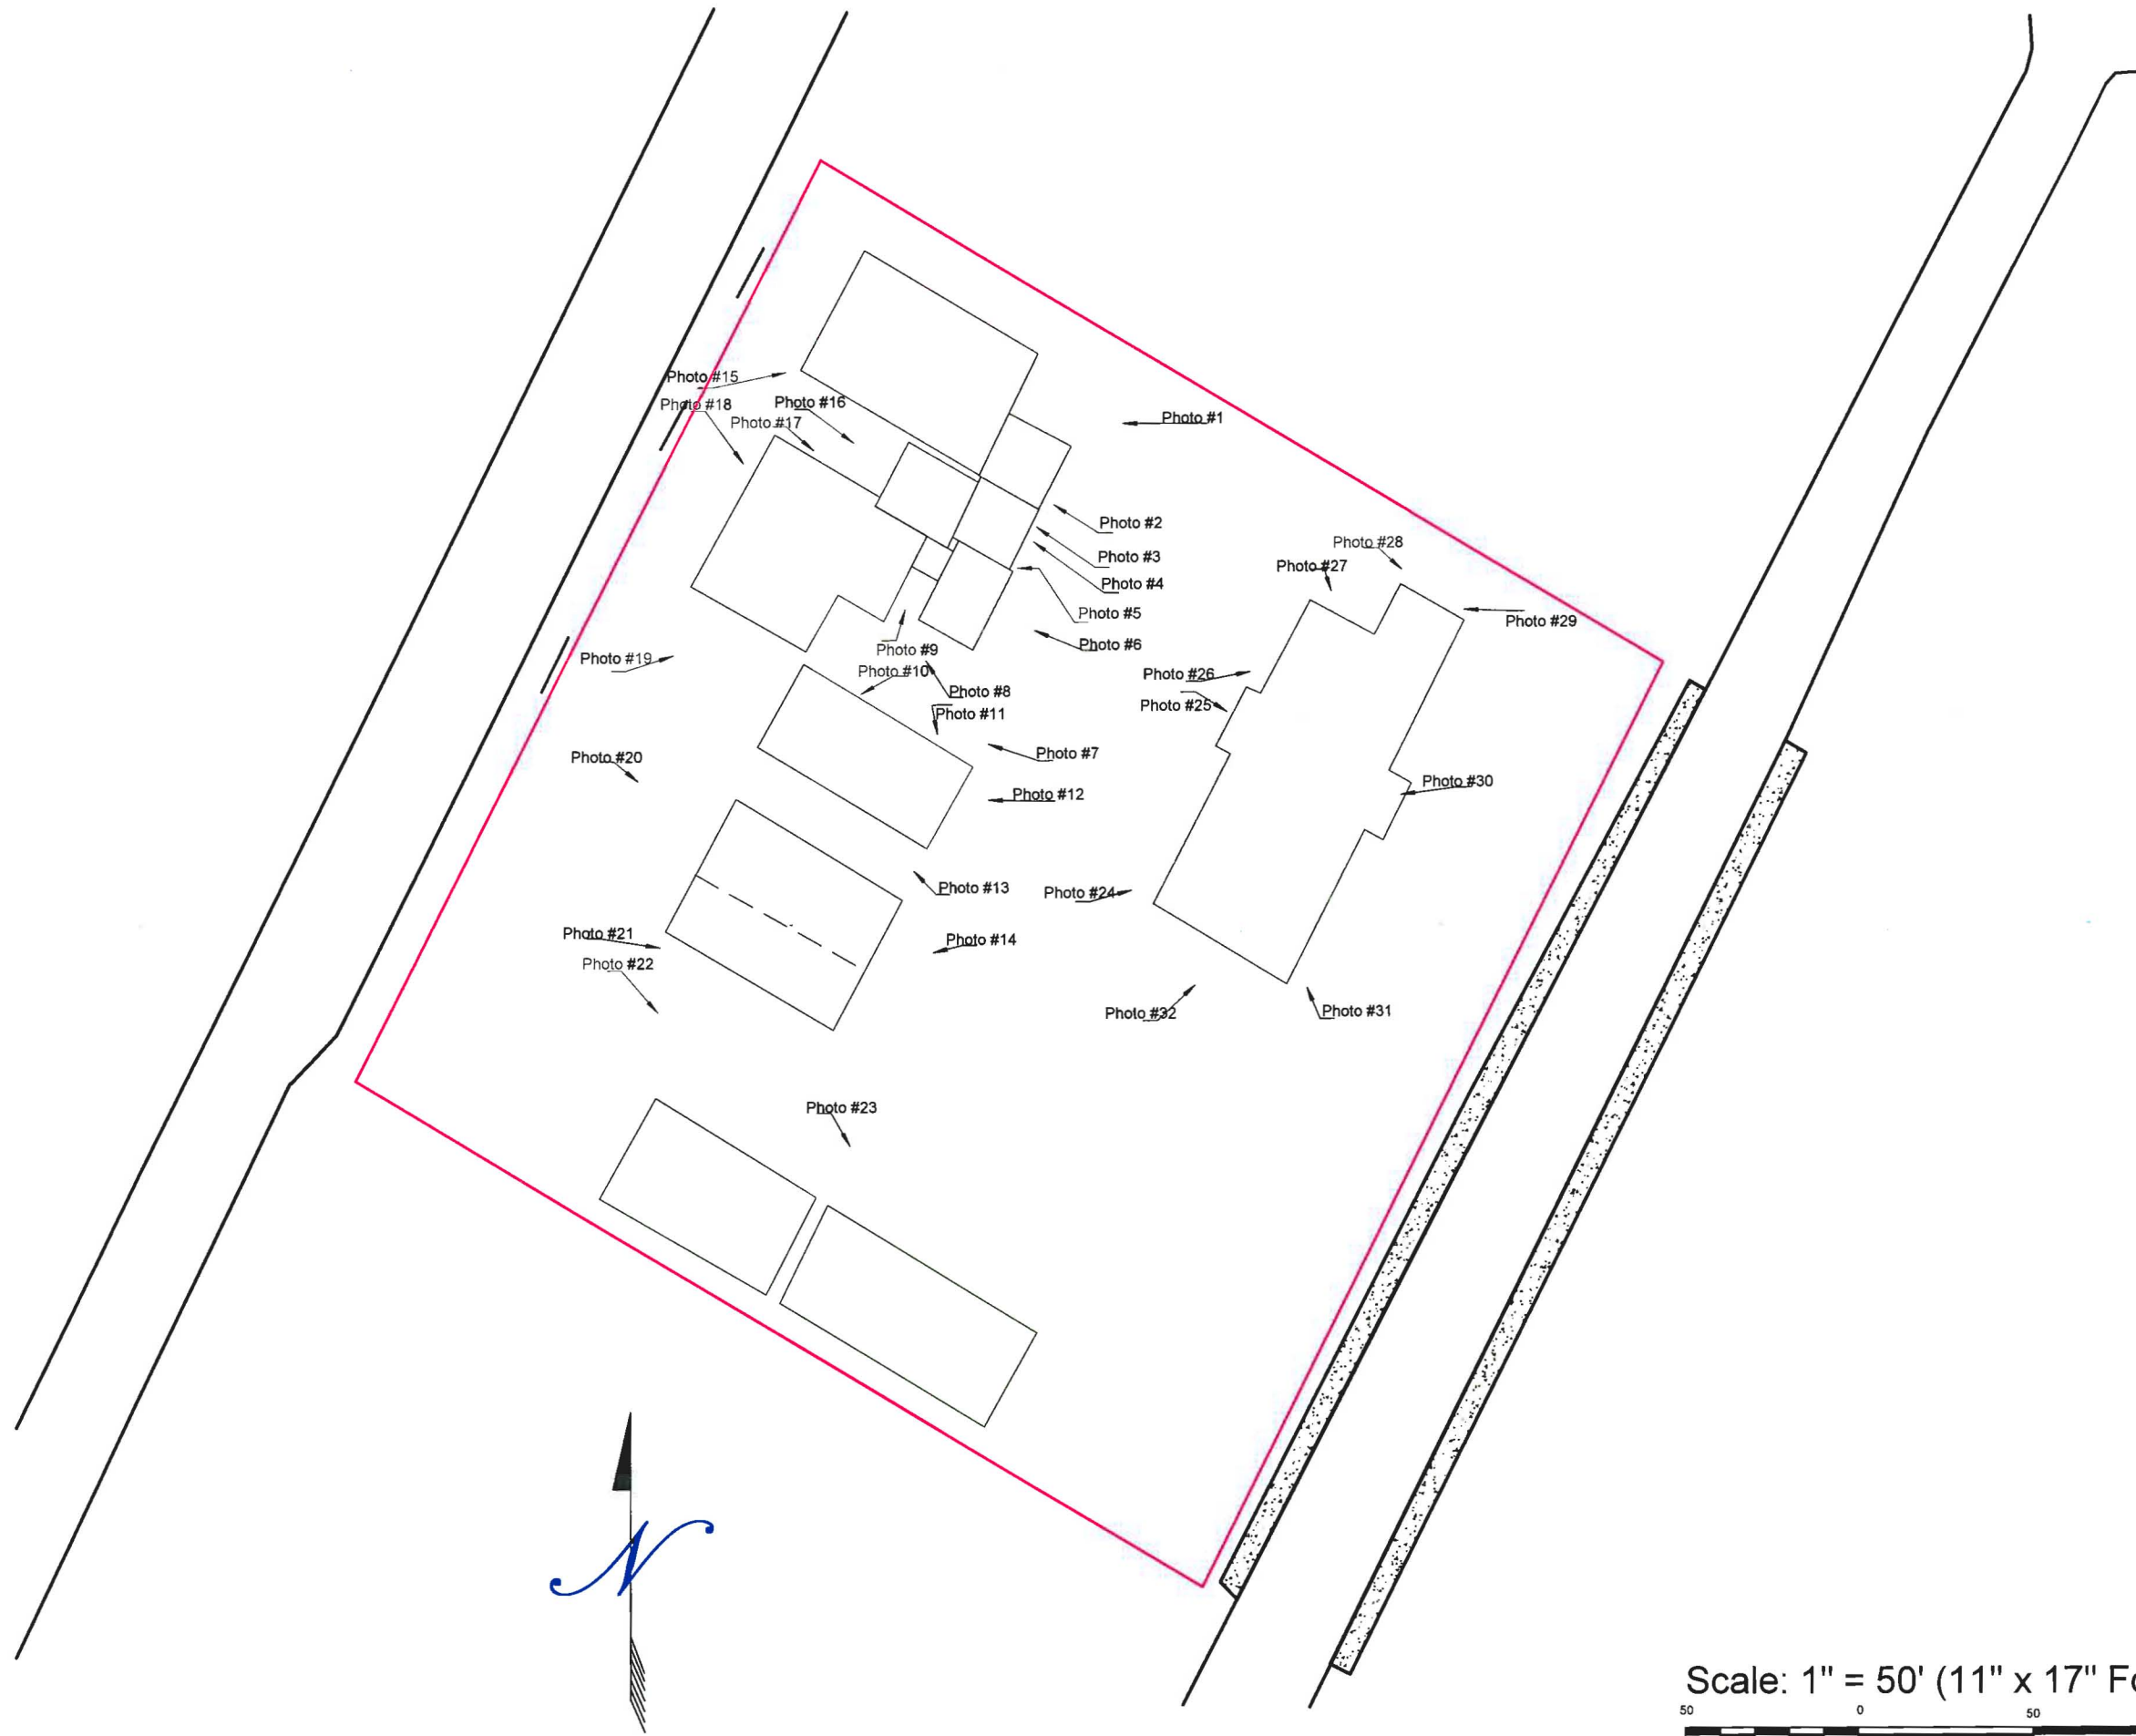 Photo #15
Photo #16
Photo #18
Photo #17
Photo #1
Photo #2
Photo #28
Photo #3
Photo #27
Photo #4
Photo #5
Photo #29
Photo #6
Photo #9
Photo #19
Photo #10
Photo #26
Photo #8
Photo #25
Photo #11
Photo #7
Photo #20
Photo #30
Photo #12
Photo #13
Photo #24
Photo #21
Photo #14
Photo #22
Photo #32
Photo #31
Photo #23
N
Scale: 1" = 50' (11" x 17" Fo
50 0 50